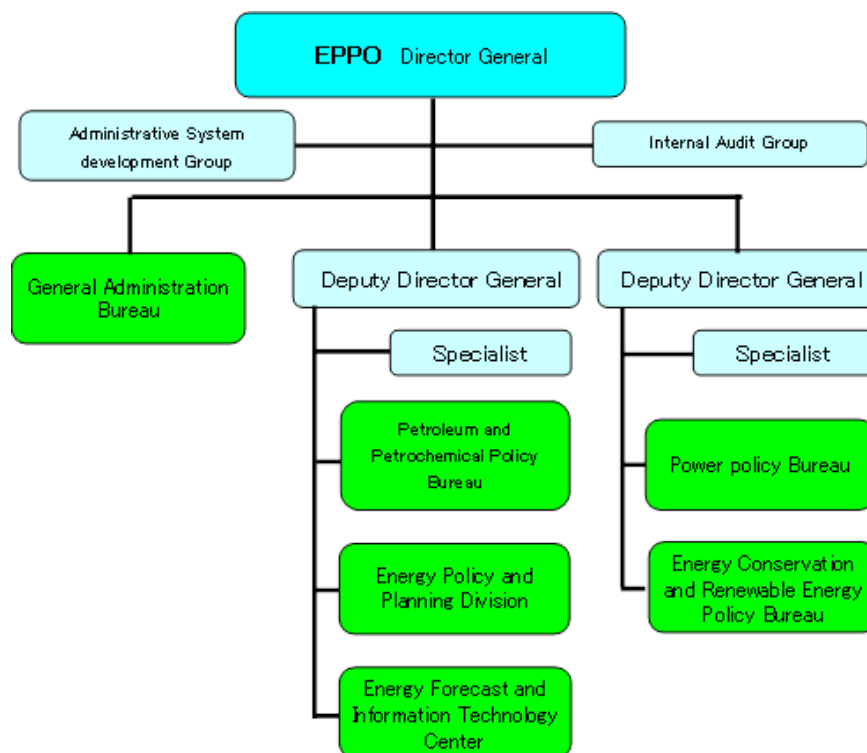 EPPO Director General
Administrative System
development Group
Internal Audit Group
General Administration
Bureau
Deputy Director General
Deputy Director General
Specialist
Specialist
Petroleum and
Petrochemical Policy
Bureau
Power policy Bureau
Energy Policy and
Planning Division
Energy Conservation
and Renewable Energy
Policy Bureau
Energy Forecast and
Information Technology
Center